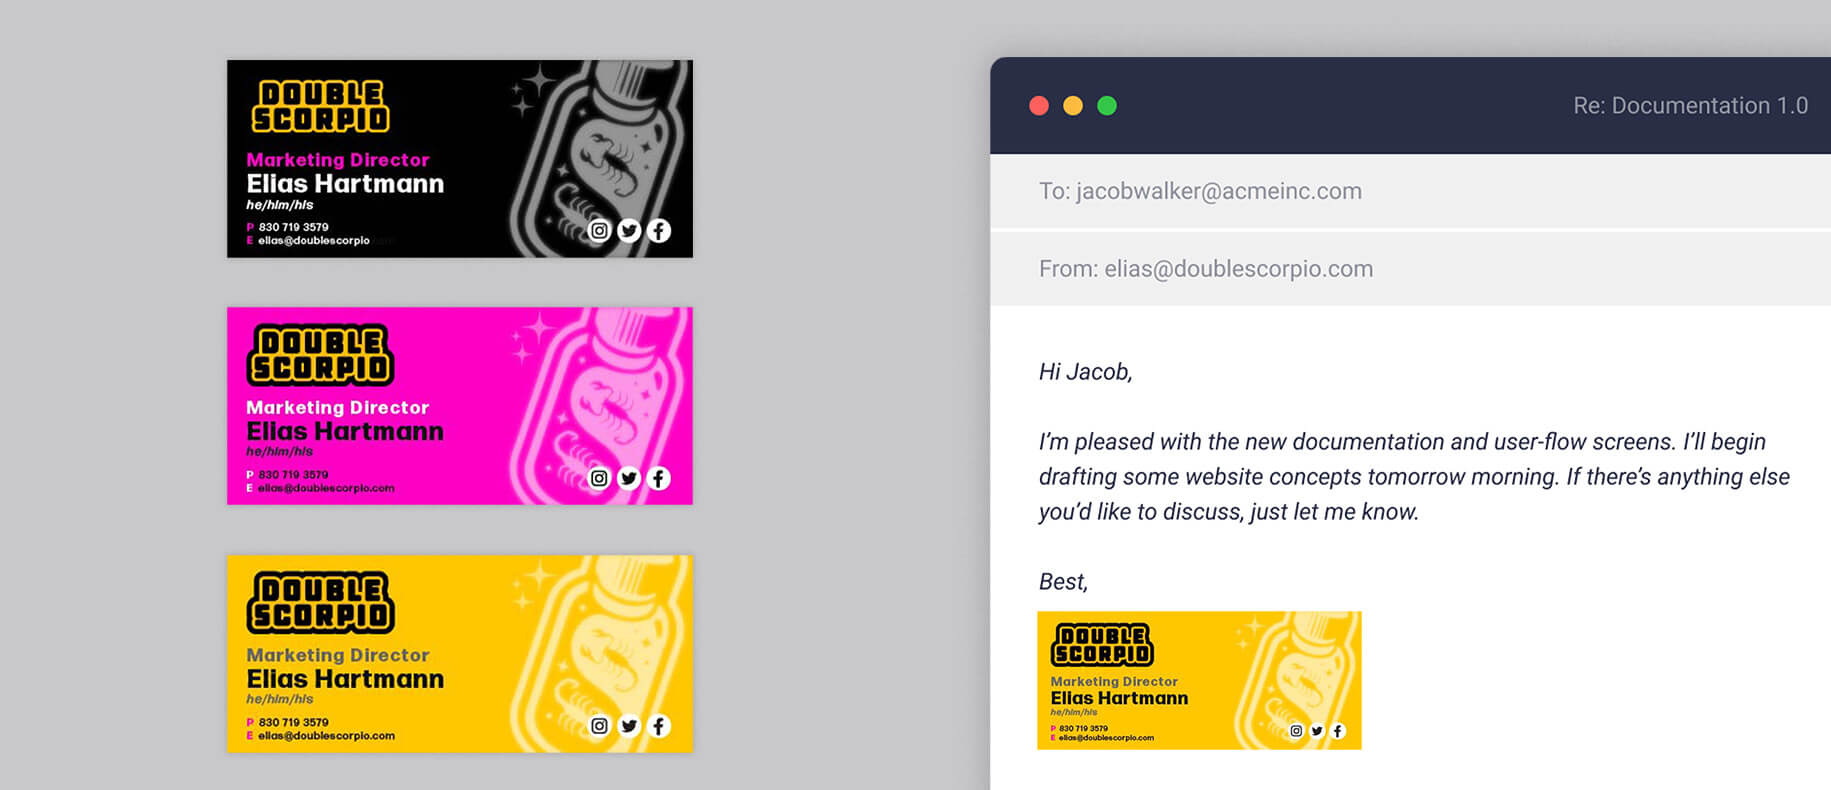 DOUBLE
SCORPIO
Marketing Director
Elias Hartmann
he/him/his
P 830 719 3579
E elias@doublescorpio.com
DOUBLE
SCORPIO
Marketing Director
Elias Hartmann
he/him/his
P 830 719 3579
E elias@doublescorpio.com
DOUBLE
SCORPIO
Marketing Director
Elias Hartmann
he/him/his
P 830 719 3579
E elias@doublescorpio.com
Re: Documentation 1.0
To: jacobwalker@acmeinc.com
From: elias@doublescorpio.com
Hi Jacob,
I’m pleased with the new documentation and user-flow screens. I’ll begin
drafting some website concepts tomorrow morning. If there’s anything else
you’d like to discuss, just let me know.
Best,
DOUBLE
SCORPIO
Marketing Director
Elias Hartmann
he/him/his
P 830 719 3579
E elias@doublescorpio.com